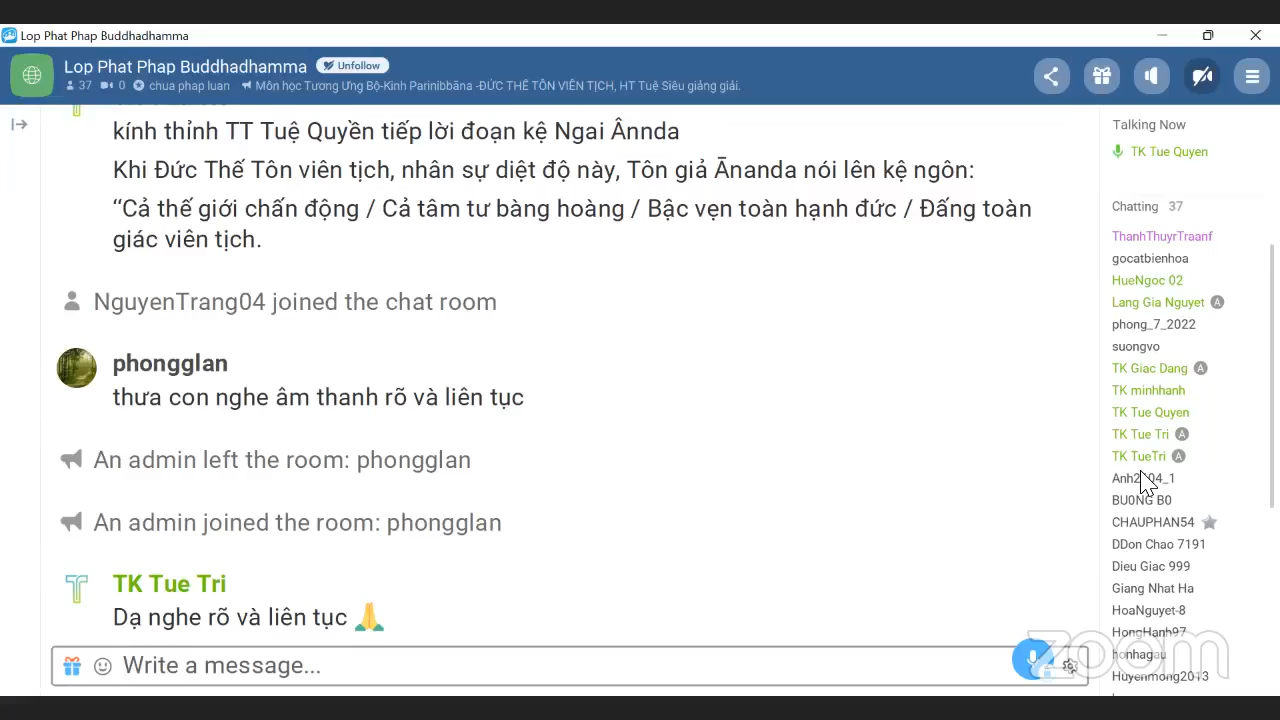 Lop Phat Phap Buddhadhamma
Lop Phat Phap Buddhadhamma Unfollow
37 0 chua phap luan Môn học Tương Ưng Bộ-Kinh Parinibbāna -ĐỨC THẾ TÔN VIÊN TỊCH, HT Tuệ Siêu giảng giải.
kính thỉnh TT Tuệ Quyền tiếp lời đoạn kệ Ngai Ânnda
Khi Đức Thế Tôn viên tịch, nhân sự diệt độ này, Tôn giả Ānanda nói lên kệ ngôn:
“Cả thế giới chấn động / Cả tâm tư bàng hoàng / Bậc vẹn toàn hạnh đức / Đấng toàn
giác viên tịch.
NguyenTrang04 joined the chat room
phongglan
thưa con nghe âm thanh rõ và liên tục
An admin left the room: phongglan
An admin joined the room: phongglan
TK Tue Tri
Dạ nghe rõ và liên tục 🙏
Write a message...
Talking Now
TK Tue Quyen
Chatting 37
ThanhThuyrTraanf
gocatbienhoa
HueNgoc 02
Lang Gia Nguyet A
phong_7_2022
suongvo
TK Giac Dang A
TK minhhanh
TK Tue Quyen
TK Tue Tri A
TK TueTri A
BU0NG B0
CHAUPHAN54
DDon Chao 7191
Dieu Giac 999
Giang Nhat Ha
HoaNguyet-8
HongHanh97
honhagau
Huyenmong2013
zoom